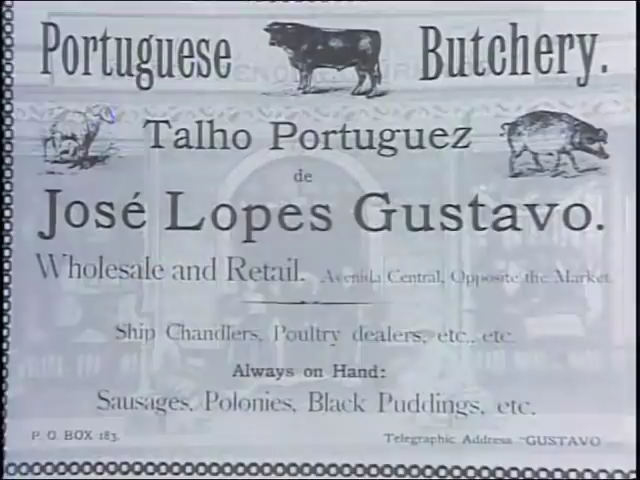 Portuguese Butchery.
Talho Portuguez
de
José Lopes Gustavo.
Wholesale and Retail. Avenida Central, Opposite the Market.
Ship Chandlers, Poultry dealers, etc., etc.
Always on Hand:
Sausages, Polonies, Black Puddings, etc.
P. O. BOX 183. Telegraphic Address "GUSTAVO